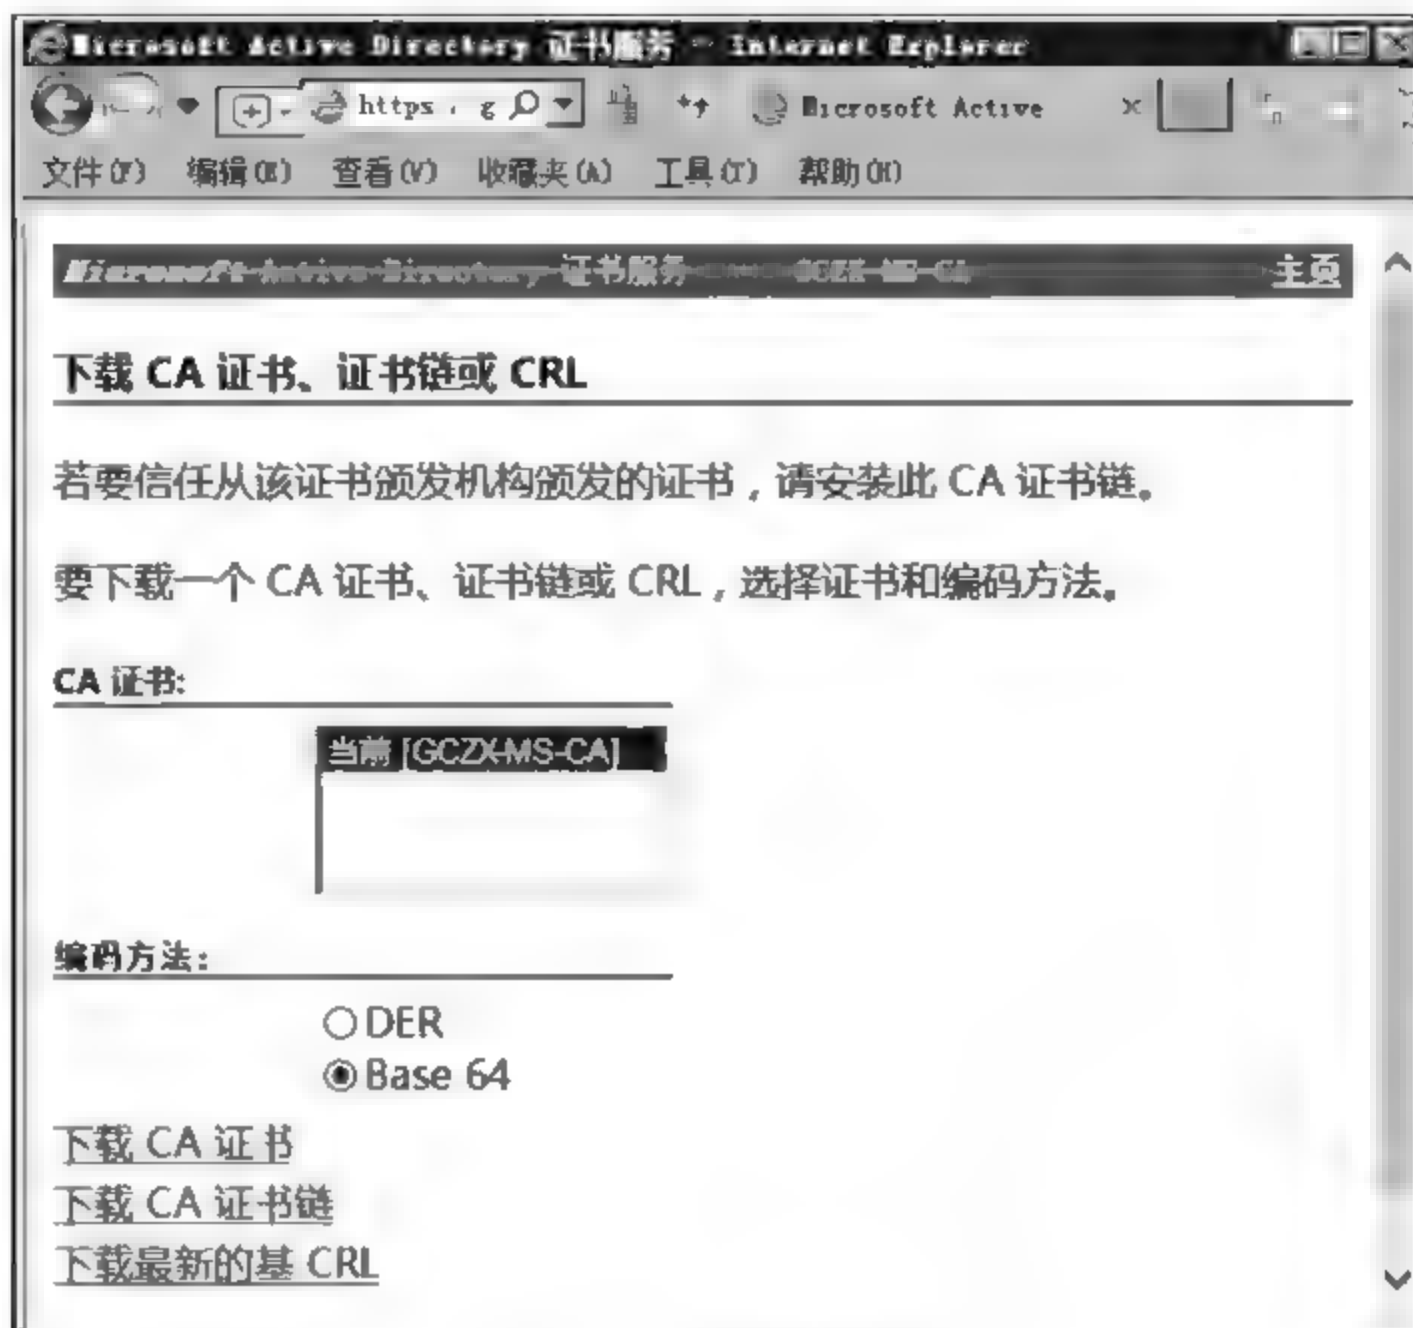 Microsoft Active Directory 证书服务 - Internet Explorer
https
Microsoft Active
文件(F) 编辑(E) 查看(V) 收藏夹(A) 工具(T) 帮助(H)
Microsoft Active Directory 证书服务 -- GCZX-MS-CA 主页
下载 CA 证书、证书链或 CRL
若要信任从该证书颁发机构颁发的证书，请安装此 CA 证书链。
要下载一个 CA 证书、证书链或 CRL，选择证书和编码方法。
CA 证书:
当前 [GCZX-MS-CA]
编码方法:
DER
Base 64
下载 CA 证书
下载 CA 证书链
下载最新的基 CRL